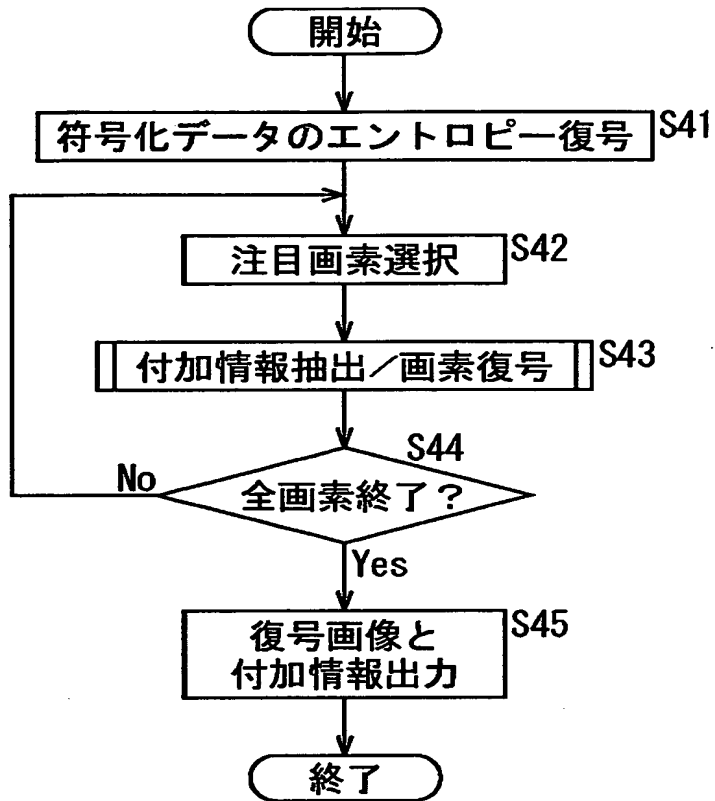 開始
符号化データのエントロピー復号
S41
注目画素選択
S42
付加情報抽出/画素復号
S43
S44
No
全画素終了?
Yes
復号画像と
付加情報出力
S45
終了